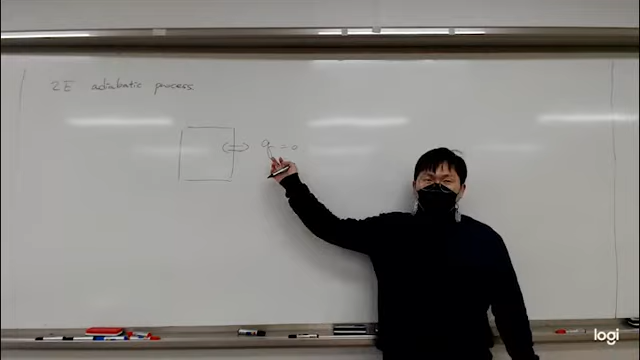 2E adiabatic process
q = 0
logi